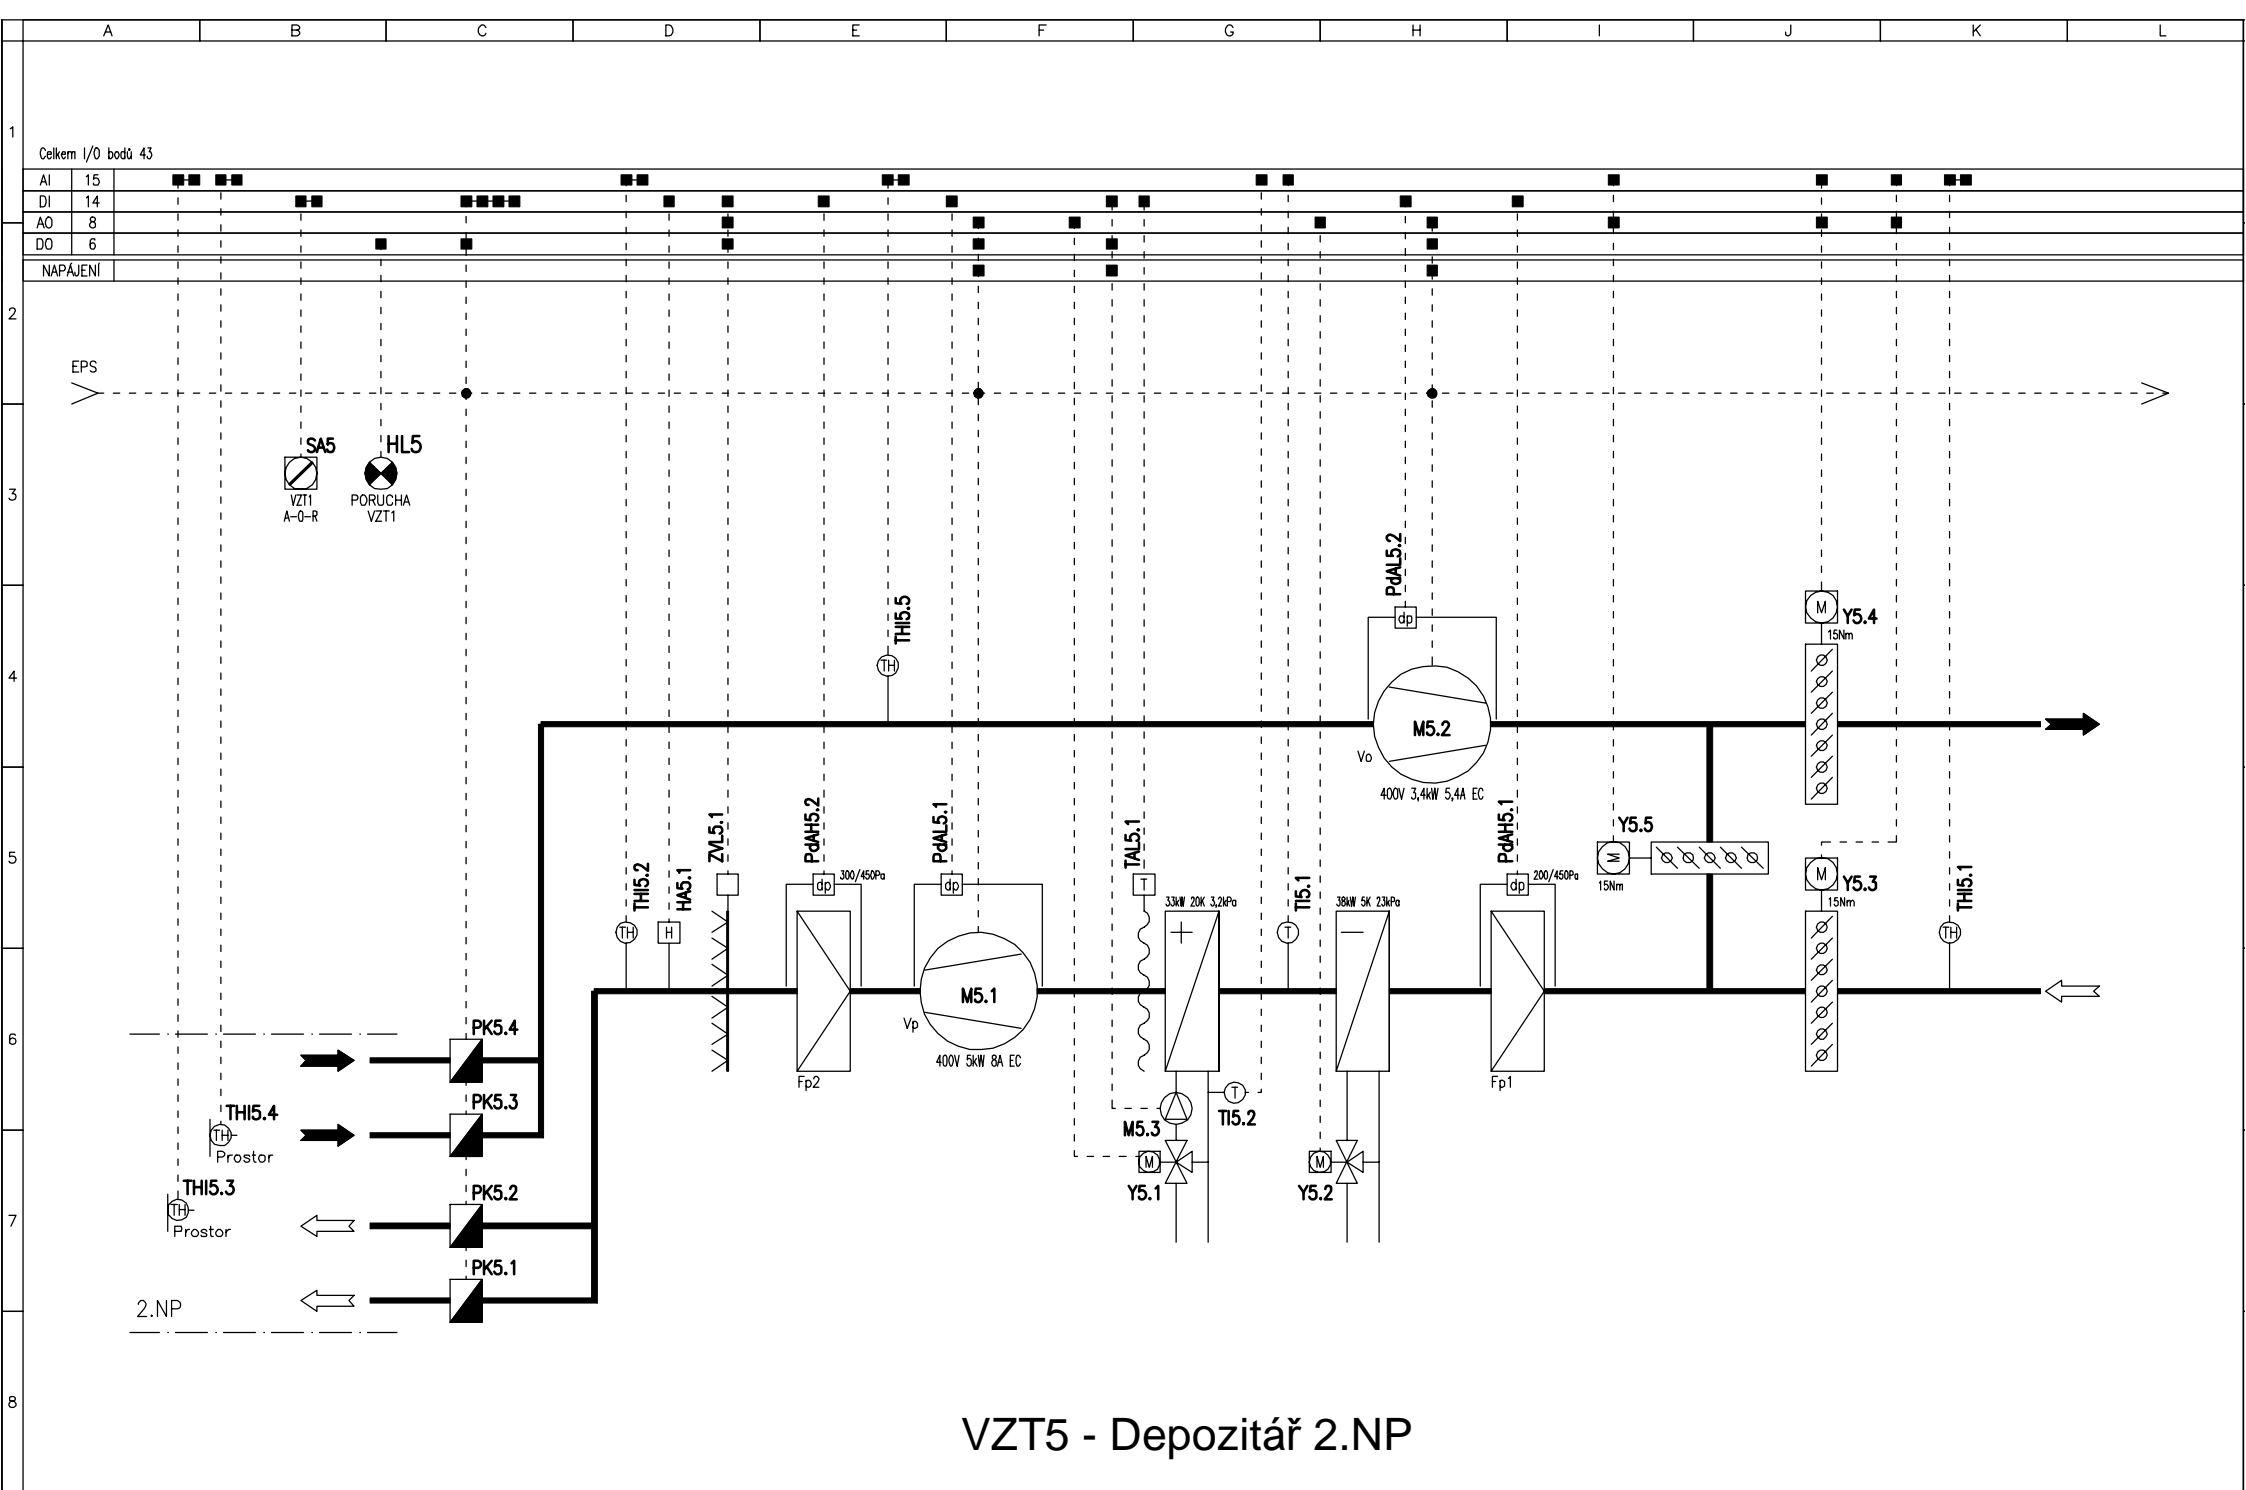 A B C D E F G H I J K L
1
Celkem I/O bodů 43
AI 15
DI 14
AO 8
DO 6
NAPÁJENÍ
2
EPS
SA5
HL5
3
VZT1
A-0-R
PORUCHA
VZT1
PdAL5.2
THI5.5
dp
M
Y5.4
15Nm
4
TH
M5.2
Vo
400V 3,4kW 5,4A EC
5
THI5.2
HA5.1
ZVL5.1
PdAH5.2
dp
300/450Pa
PdAL5.1
dp
TAL5.1
T
33kW 20K 3,2kPa
TI5.1
38kW 5K 23kPa
PdAH5.1
dp
200/450Pa
Y5.5
M
15Nm
M
Y5.3
15Nm
THI5.1
TH
H
T
TH
M5.1
Vp
400V 5kW 8A EC
6
PK5.4
Fp2
Fp1
PK5.3
THI5.4
TH
Prostor
T
TI5.2
M5.3
M
Y5.1
M
Y5.2
THI5.3
TH
Prostor
PK5.2
7
PK5.1
2.NP
8
VZT5 - Depozitář 2.NP